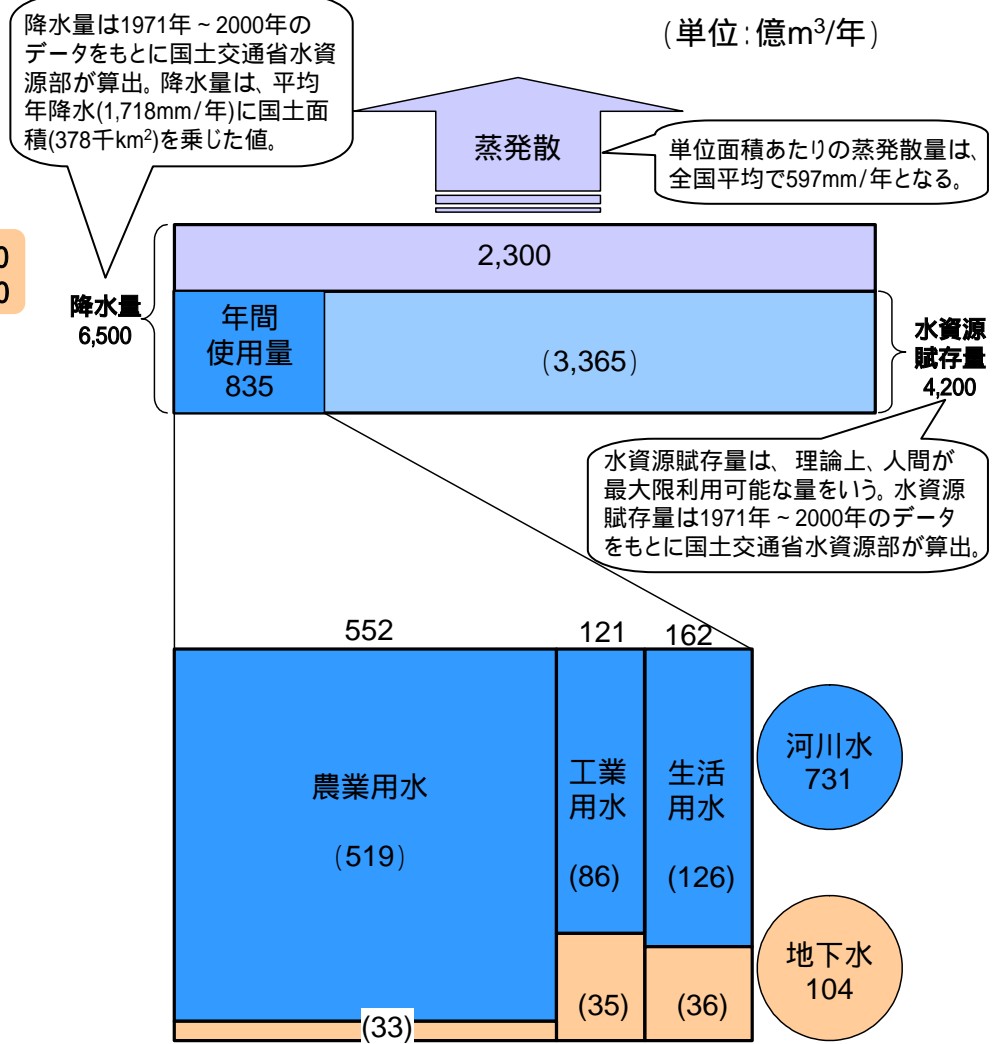 降水量は1971年~2000年の
データをもとに国土交通省水資
源部が算出。降水量は、平均
年降水(1,718mm/年)に国土面
積(378千km²)を乗じた値。
(単位:億m³/年)
蒸発散
単位面積あたりの蒸発散量は、
全国平均で597mm/年となる。
0
0
2,300
降水量
6,500
年間
使用量
835
(3,365)
水資源
賦存量
4,200
水資源賦存量は、理論上、人間が
最大限利用可能な量をいう。水資源
賦存量は1971年~2000年のデータ
をもとに国土交通省水資源部が算出。
552
121
162
農業用水
(519)
工業
用水
(86)
生活
用水
(126)
河川水
731
(33)
(35)
(36)
地下水
104